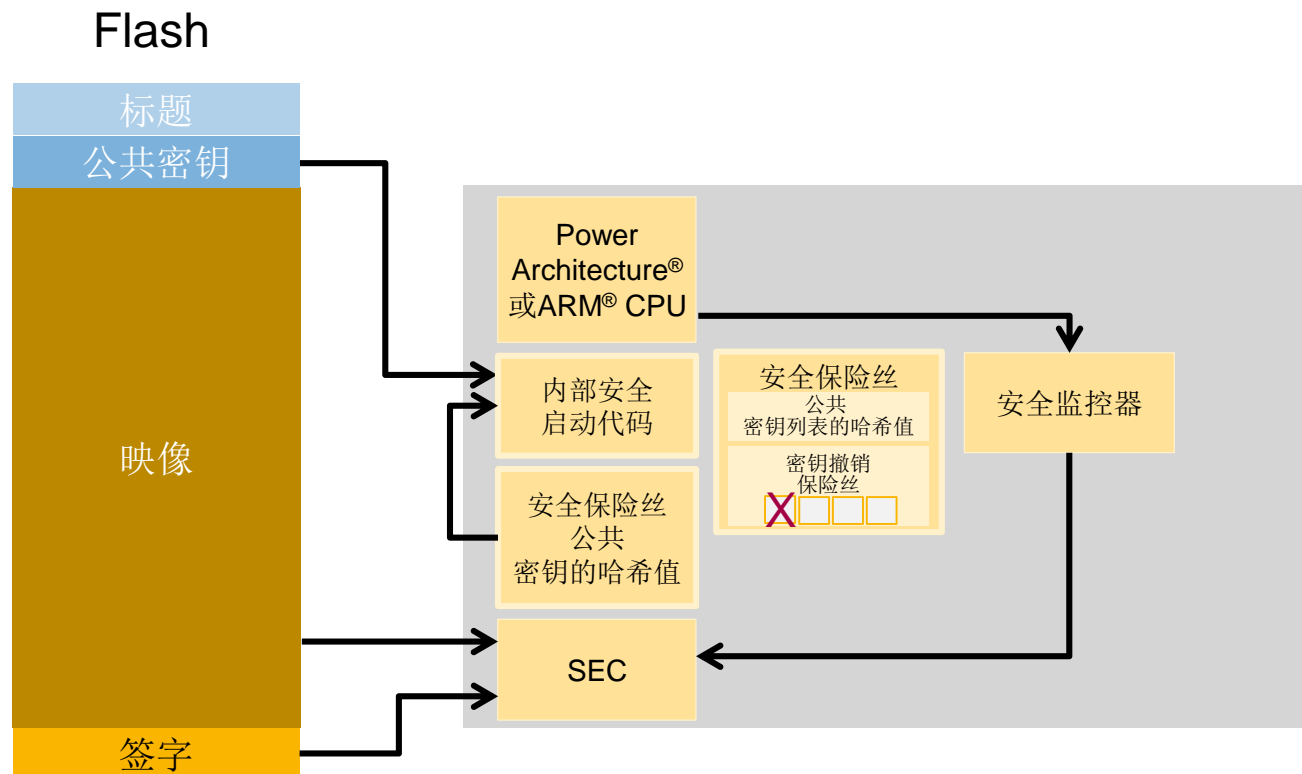 Flash
标题
公共密钥
映像
签字
Power
Architecture®
或ARM® CPU
内部安全
启动代码
安全保险丝
公共
密钥的哈希值
SEC
安全保险丝
公共
密钥列表的哈希值
密钥撤销
保险丝
X
安全监控器